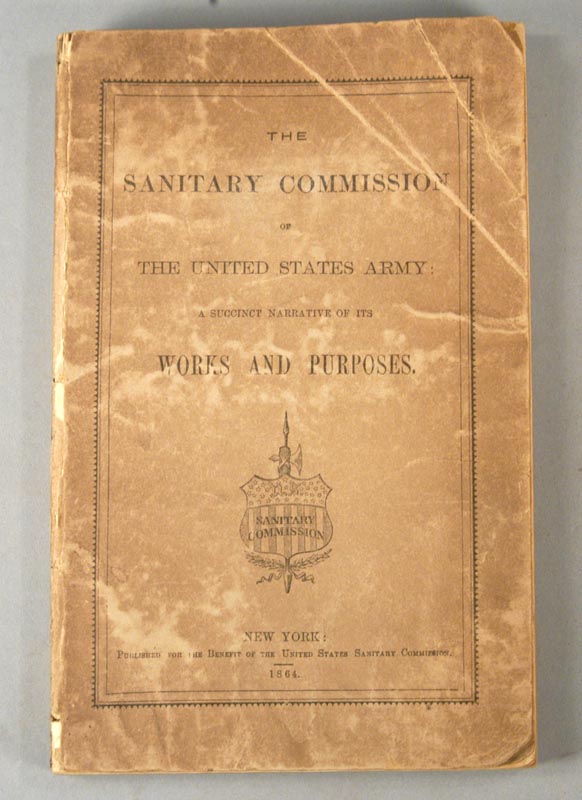 THE
SANITARY COMMISSION
OF
THE UNITED STATES ARMY:
A SUCCINCT NARRATIVE OF ITS
WORKS AND PURPOSES.
SANITARY
COMMISSION
NEW YORK:
PUBLISHED FOR THE BENEFIT OF THE UNITED STATES SANITARY COMMISSION.
1864.